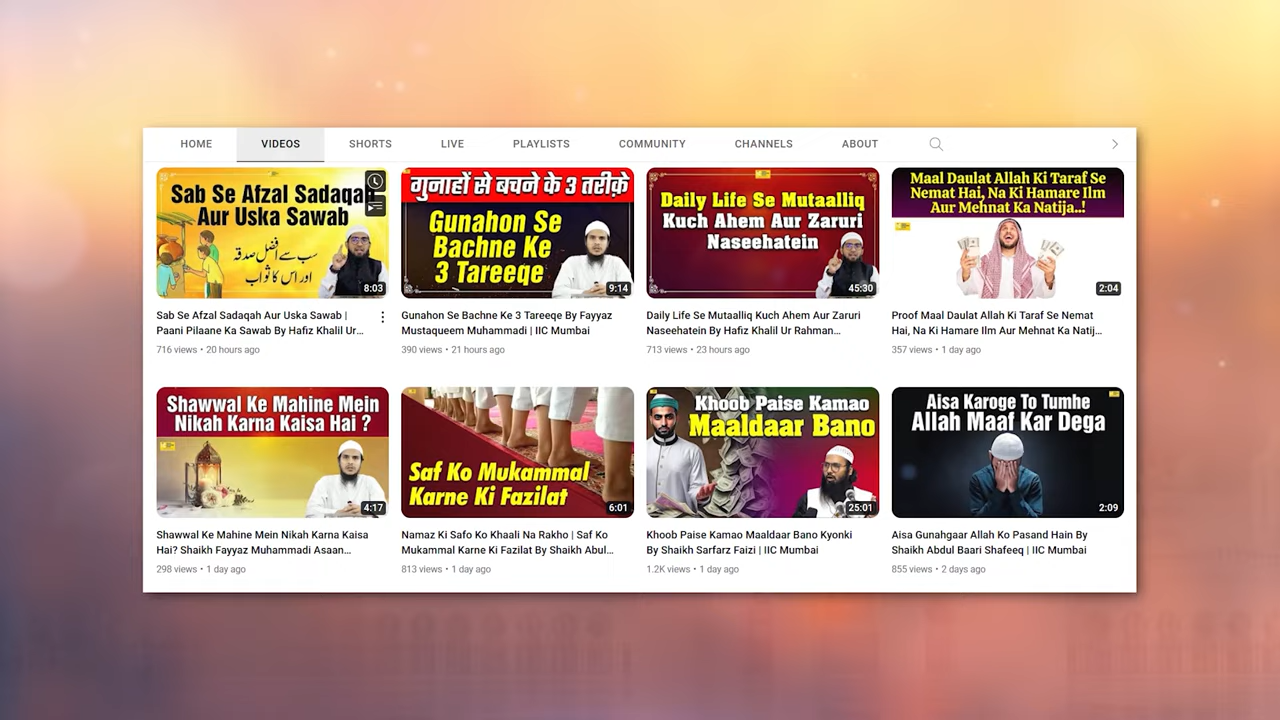 HOME VIDEOS SHORTS LIVE PLAYLISTS COMMUNITY CHANNELS ABOUT
Sab Se Afzal Sadaqah
Aur Uska Sawab
سب سے افضل صدقہ
اور اس کا ثواب
8:03
Sab Se Afzal Sadaqah Aur Uska Sawab |
Paani Pilaane Ka Sawab By Hafiz Khalil Ur...
716 views • 20 hours ago
गुनाहों से बचने के 3 तरीक़े
Gunahon Se
Bachne Ke
3 Tareeqe
9:14
Gunahon Se Bachne Ke 3 Tareeqe By Fayyaz
Mustaqueem Muhammadi | IIC Mumbai
390 views • 21 hours ago
Daily Life Se Mutaalliq
Kuch Ahem Aur Zaruri
Naseehatein
45:30
Daily Life Se Mutaalliq Kuch Ahem Aur Zaruri
Naseehatein By Hafiz Khalil Ur Rahman...
713 views • 23 hours ago
Maal Daulat Allah Ki Taraf Se
Nemat Hai, Na Ki Hamare Ilm
Aur Mehnat Ka Natija..!
2:04
Proof Maal Daulat Allah Ki Taraf Se Nemat
Hai, Na Ki Hamare Ilm Aur Mehnat Ka Natij...
357 views • 1 day ago
Shawwal Ke Mahine Mein
Nikah Karna Kaisa Hai ?
4:17
Shawwal Ke Mahine Mein Nikah Karna Kaisa
Hai? Shaikh Fayyaz Muhammadi Asaan...
298 views • 1 day ago
Saf Ko Mukammal
Karne Ki Fazilat
6:01
Namaz Ki Safo Ko Khaali Na Rakho | Saf Ko
Mukammal Karne Ki Fazilat By Shaikh Abul...
813 views • 1 day ago
Khoob Paise Kamao
Maaldaar Bano
25:01
Khoob Paise Kamao Maaldaar Bano Kyonki
By Shaikh Sarfarz Faizi | IIC Mumbai
1.2K views • 1 day ago
Aisa Karoge To Tumhe
Allah Maaf Kar Dega
2:09
Aisa Gunahgaar Allah Ko Pasand Hain By
Shaikh Abdul Baari Shafeeq | IIC Mumbai
855 views • 2 days ago